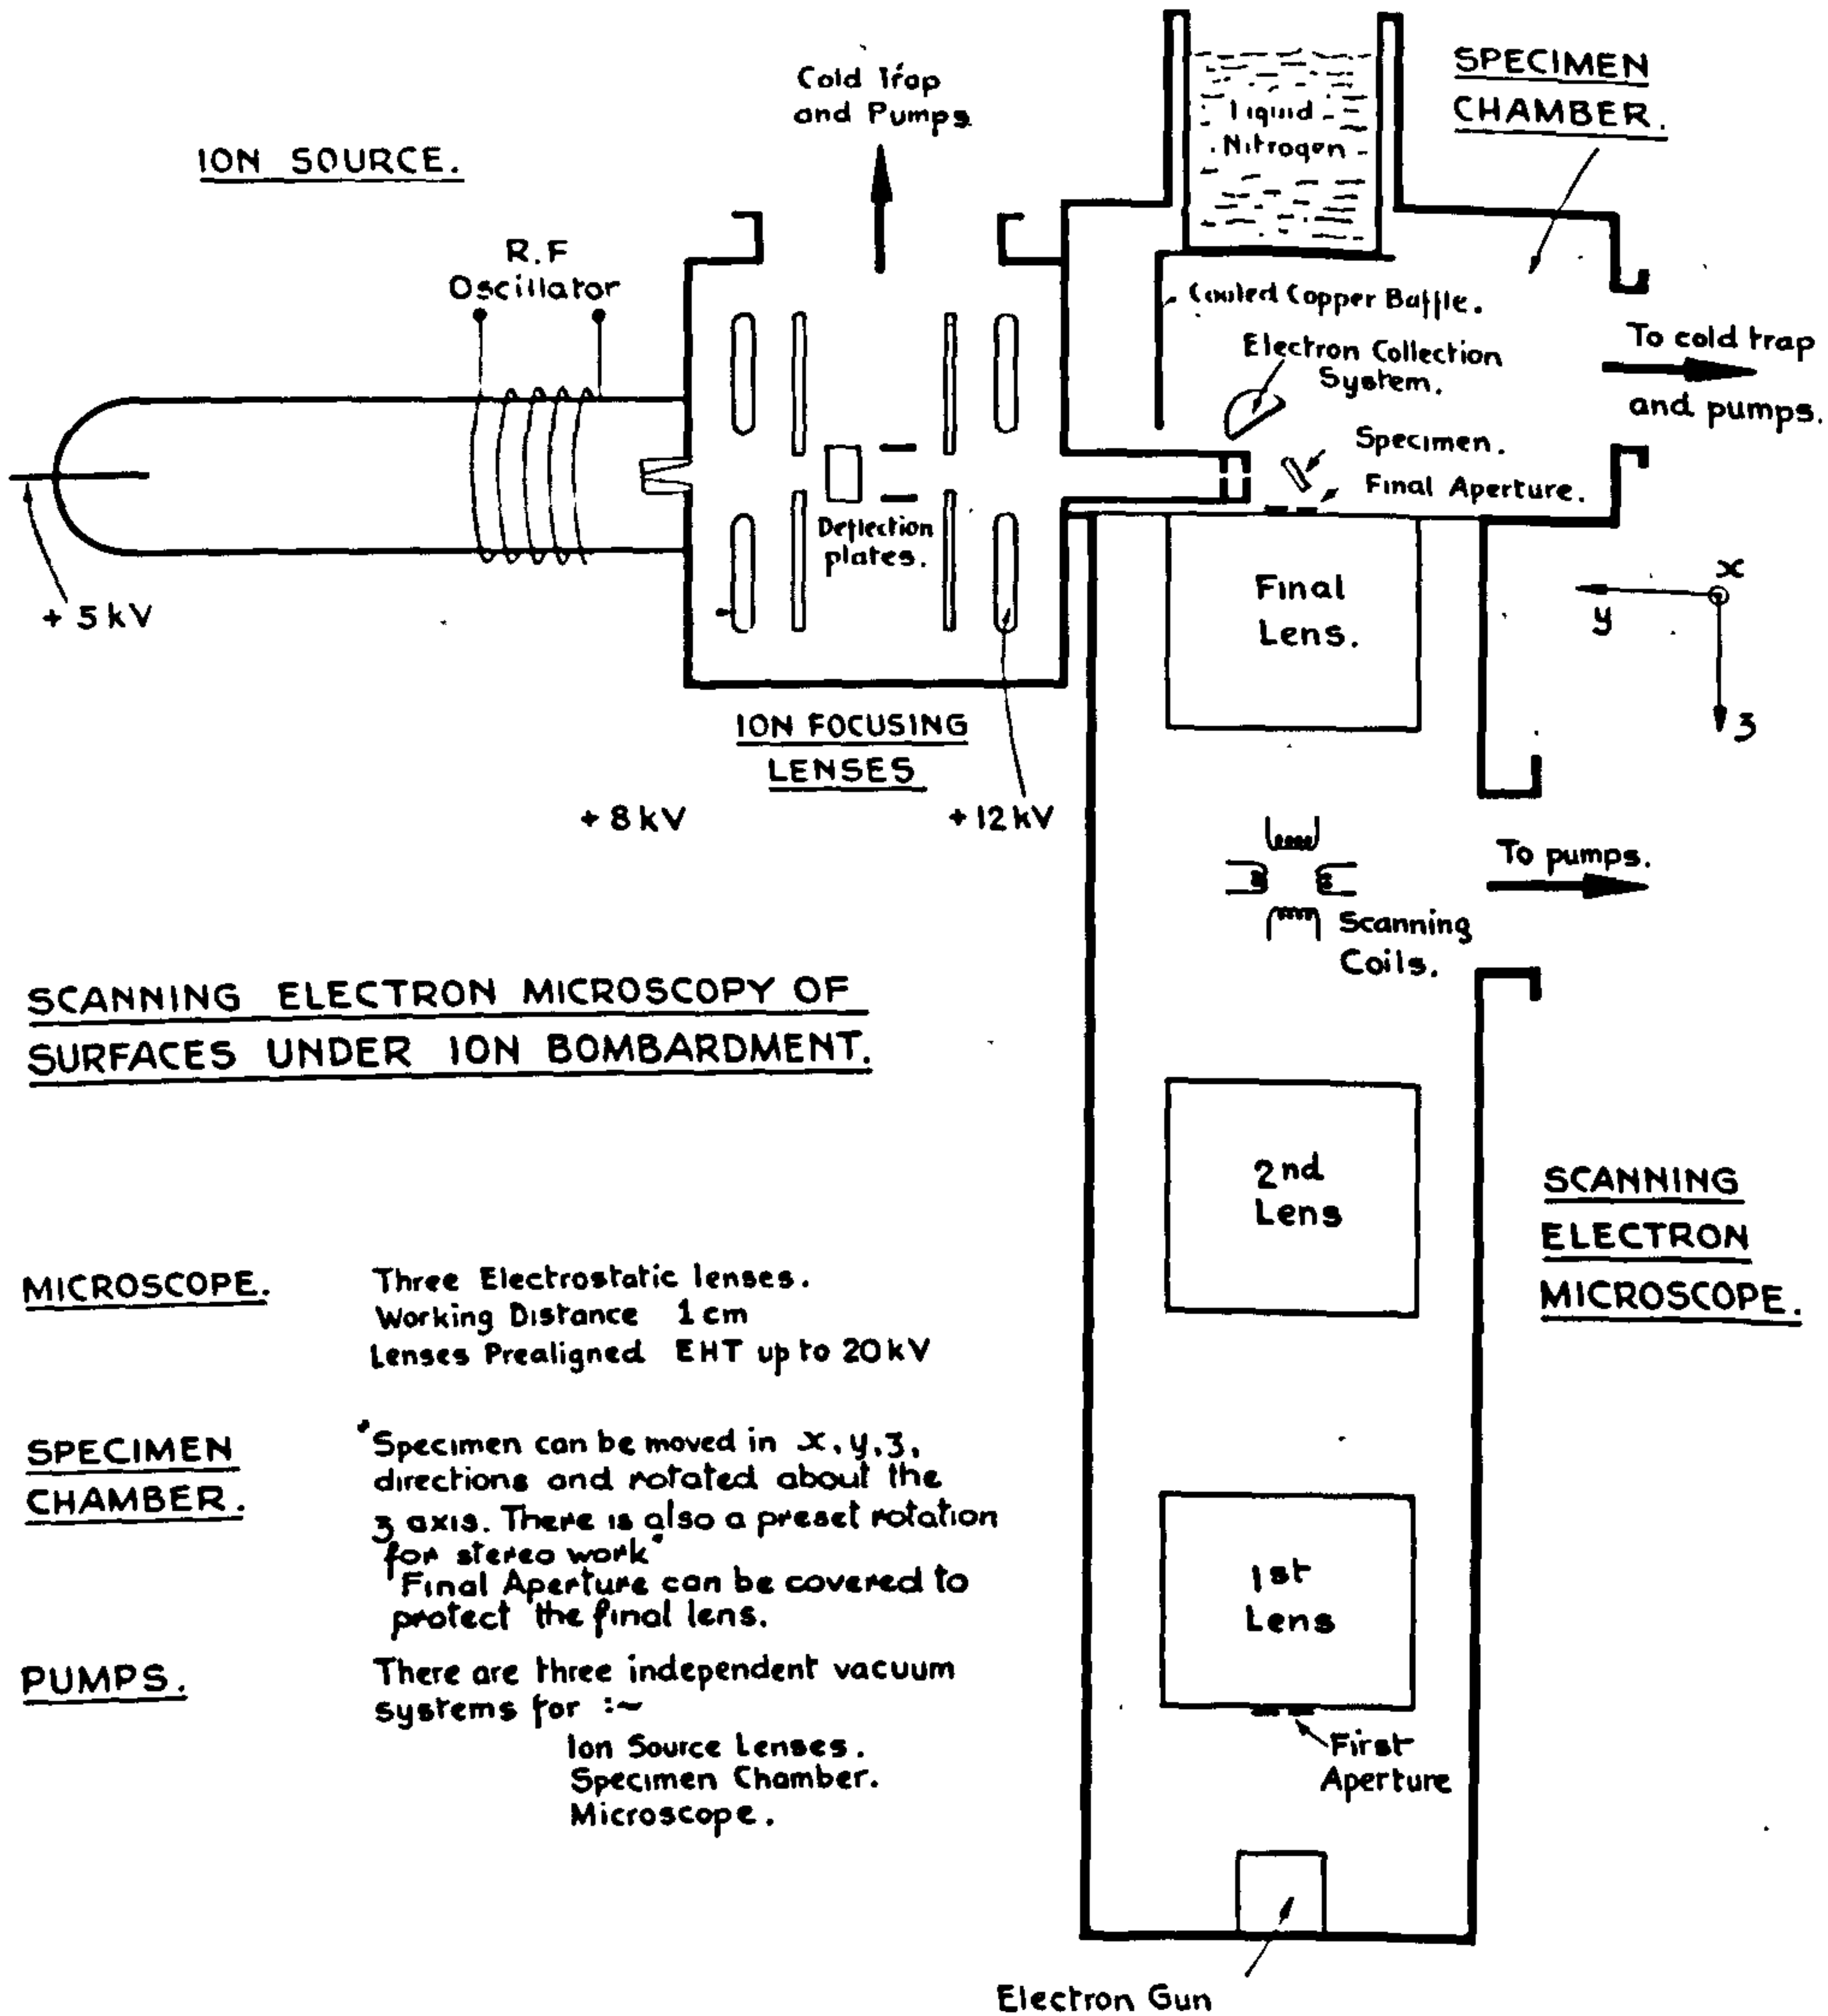 ION SOURCE.
Cold Trap
and Pumps
Liquid
Nitrogen
SPECIMEN
CHAMBER.
R.F
Oscillator
Cooled Copper Baffle.
Electron Collection
System.
To cold trap
and pumps.
Specimen.
Final Aperture.
Deflection
plates.
+ 5 kV
Final
Lens.
x
y
z
ION FOCUSING
LENSES
+ 8 kV
+ 12 kV
To pumps.
Scanning
Coils.
SCANNING ELECTRON MICROSCOPY OF
SURFACES UNDER ION BOMBARDMENT.
2nd
Lens
SCANNING
ELECTRON
MICROSCOPE.
MICROSCOPE.
Three Electrostatic lenses.
Working Distance 1 cm
Lenses Prealigned EHT up to 20 kV
SPECIMEN
CHAMBER.
Specimen can be moved in x, y, z,
directions and rotated about the
z axis. There is also a preset rotation
for stereo work
Final Aperture can be covered to
protect the final lens.
1st
Lens
PUMPS.
There are three independent vacuum
systems for :~
Ion Source Lenses.
Specimen Chamber.
Microscope.
First
Aperture
Electron Gun